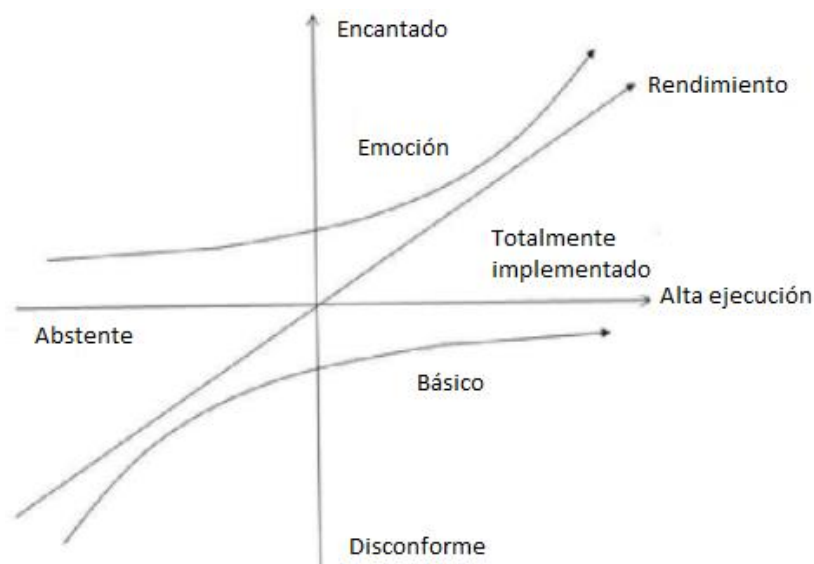 Encantado
Rendimiento
Emoción
Totalmente
implementado
Alta ejecución
Abstente
Básico
Disconforme